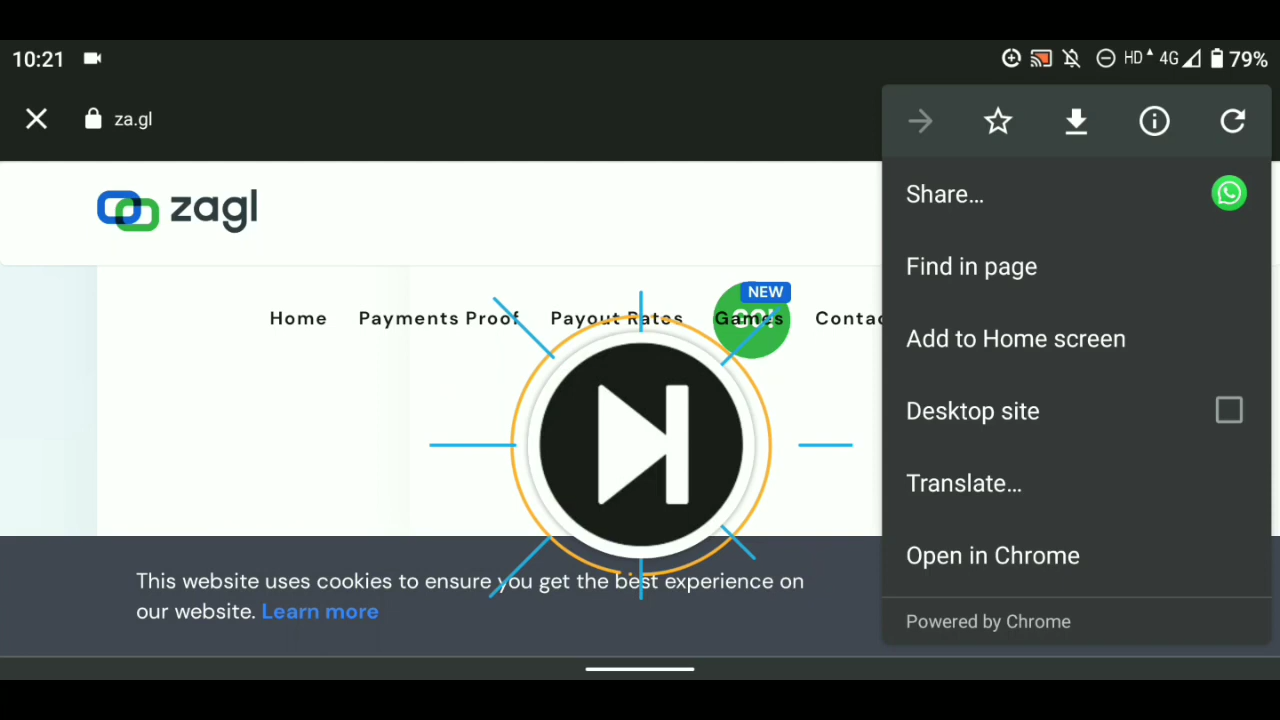 10:21
HD 4G 79%
za.gl
zagl
Home Payments Proof Payout Rates Games Contac
NEW
Share…
Find in page
Add to Home screen
Desktop site
Translate…
Open in Chrome
Powered by Chrome
This website uses cookies to ensure you get the best experience on
our website. Learn more